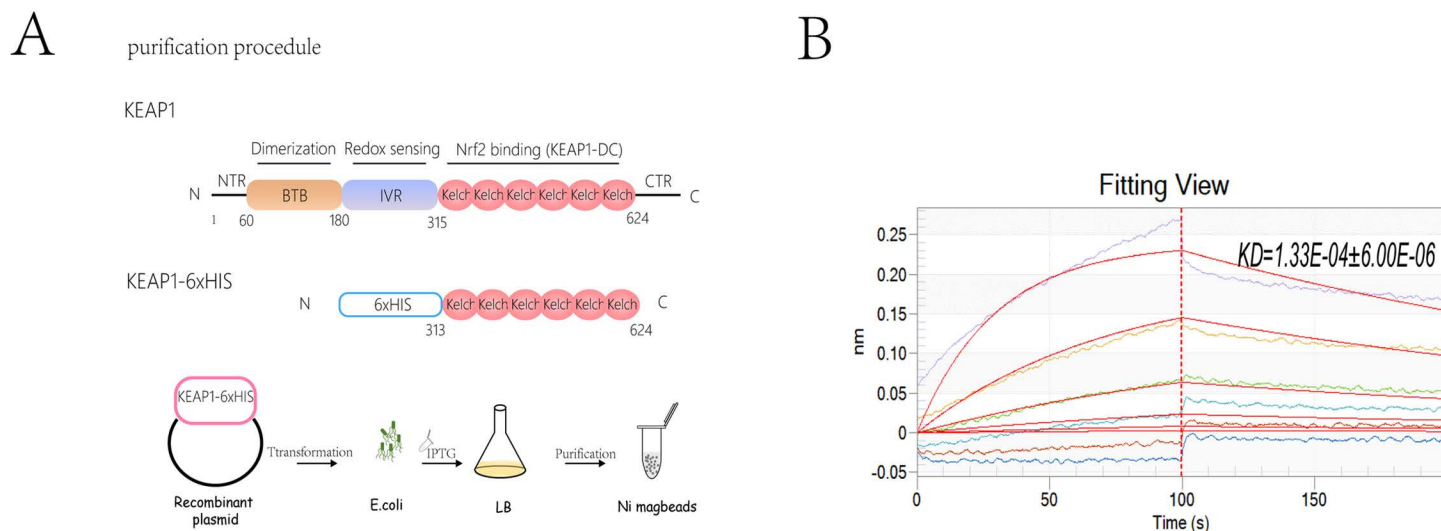 A
purification procedule
KEAP1
Dimerization Redox sensing Nrf2 binding (KEAP1-DC)
N NTR BTB IVR Kelch Kelch Kelch Kelch Kelch Kelch CTR C
1 60 180 315 624
KEAP1-6xHIS
N 6xHIS Kelch Kelch Kelch Kelch Kelch Kelch C
313 624
KEAP1-6xHIS
Ttransformation IPTG Purification
Recombinant
plasmid
E.coli LB Ni magbeads
B
Fitting View
KD=1.33E-04±6.00E-06
nm
0.25
0.20
0.15
0.10
0.05
0
-0.05
0 50 100 150
Time (s)